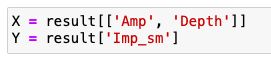 X = result[['Amp', 'Depth']]
Y = result['Imp_sm']